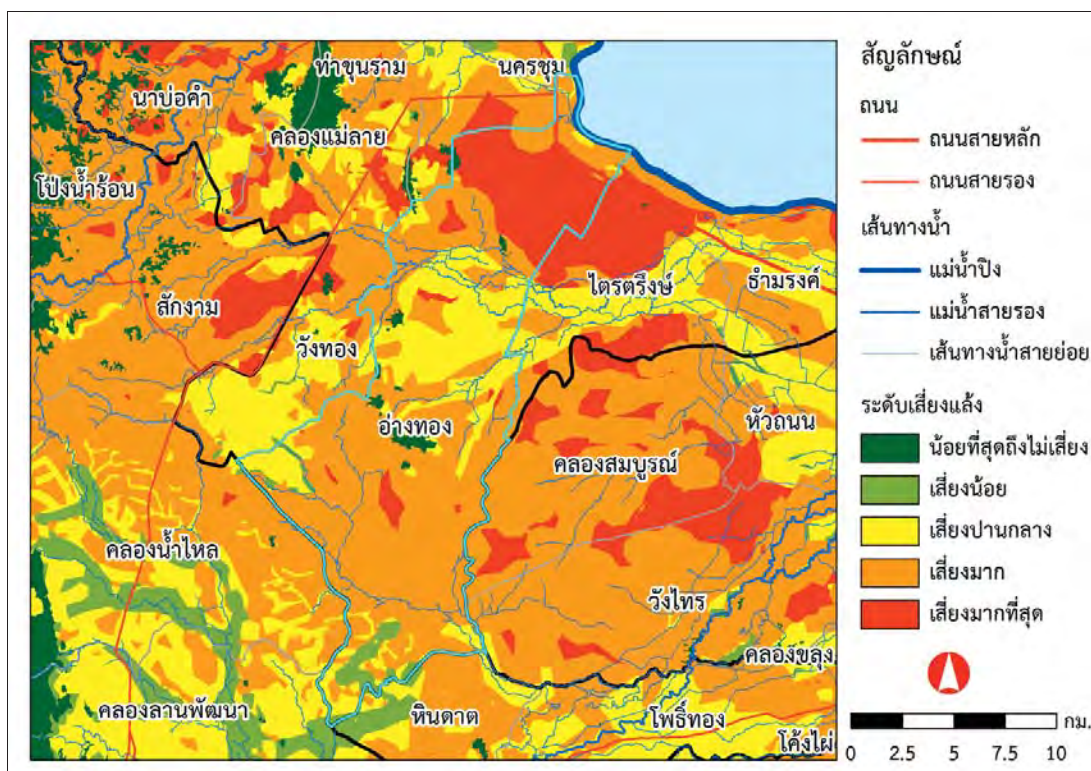 ท่าขุนราม
นครชุม
นาบ่อคำ
คลองแม่ลาย
โป่งน้ำร้อน
สักงาม
วังทอง
ไตรตรึงษ์
ธำมรงค์
อ่างทอง
หัวถนน
คลองสมบูรณ์
คลองน้ำไหล
วังไทร
คลองขลุง
คลองลานพัฒนา
หินดาต
โพธิ์ทอง
โค้งไผ่
สัญลักษณ์
ถนน
ถนนสายหลัก
ถนนสายรอง
เส้นทางน้ำ
แม่น้ำปิง
แม่น้ำสายรอง
เส้นทางน้ำสายย่อย
ระดับเสี่ยงแล้ง
น้อยที่สุดถึงไม่เสี่ยง
เสี่ยงน้อย
เสี่ยงปานกลาง
เสี่ยงมาก
เสี่ยงมากที่สุด
กม.
0 2.5 5 7.5 10